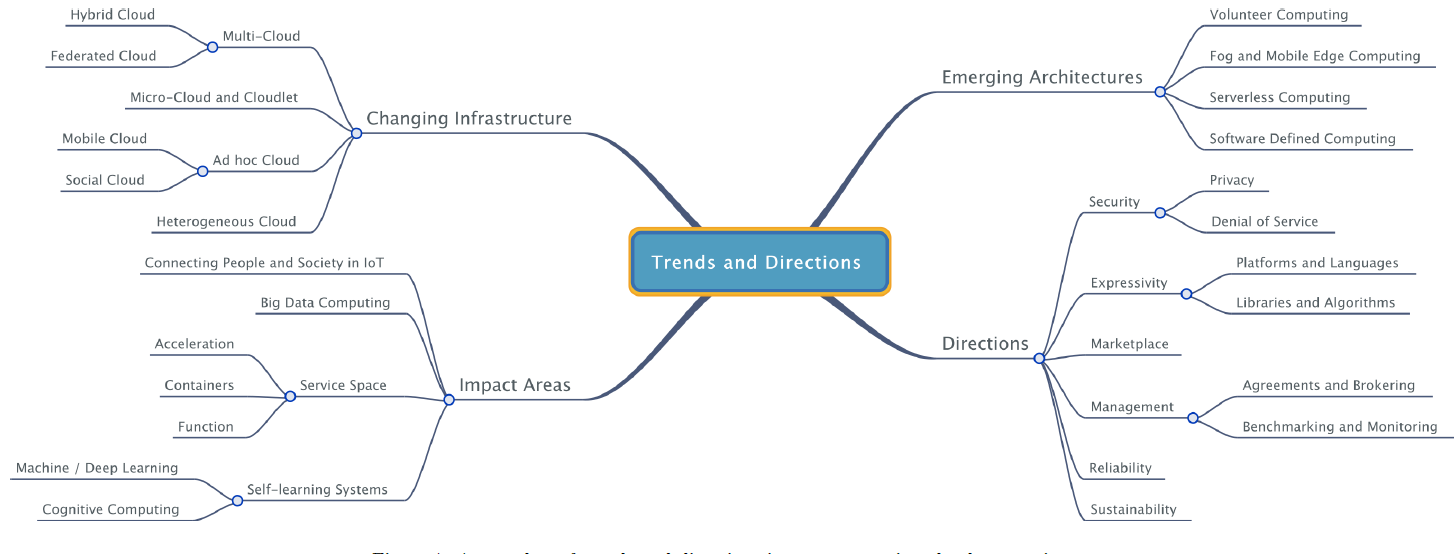 Hybrid Cloud
Federated Cloud
Multi-Cloud
Micro-Cloud and Cloudlet
Mobile Cloud
Social Cloud
Ad hoc Cloud
Heterogeneous Cloud
Changing Infrastructure
Connecting People and Society in IoT
Big Data Computing
Acceleration
Containers
Function
Service Space
Machine / Deep Learning
Cognitive Computing
Self-learning Systems
Impact Areas
Trends and Directions
Emerging Architectures
Volunteer Computing
Fog and Mobile Edge Computing
Serverless Computing
Software Defined Computing
Directions
Security
Privacy
Denial of Service
Expressivity
Platforms and Languages
Libraries and Algorithms
Marketplace
Management
Agreements and Brokering
Benchmarking and Monitoring
Reliability
Sustainability